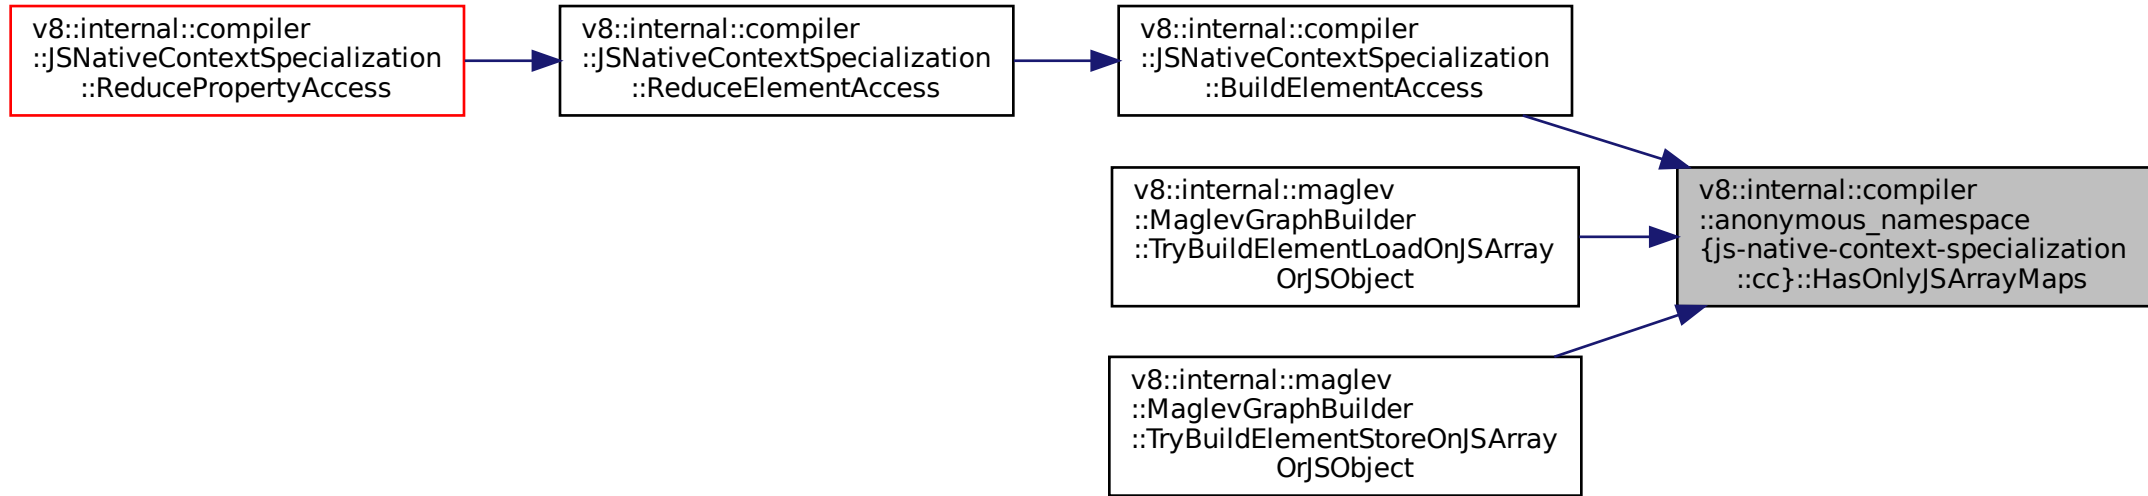 v8::internal::compiler
::JSNativeContextSpecialization
::ReducePropertyAccess
v8::internal::compiler
::JSNativeContextSpecialization
::ReduceElementAccess
v8::internal::compiler
::JSNativeContextSpecialization
::BuildElementAccess
v8::internal::maglev
::MaglevGraphBuilder
::TryBuildElementLoadOnJSArray
OrJSObject
v8::internal::maglev
::MaglevGraphBuilder
::TryBuildElementStoreOnJSArray
OrJSObject
v8::internal::compiler
::anonymous_namespace
{js-native-context-specialization
::cc}::HasOnlyJSArrayMaps